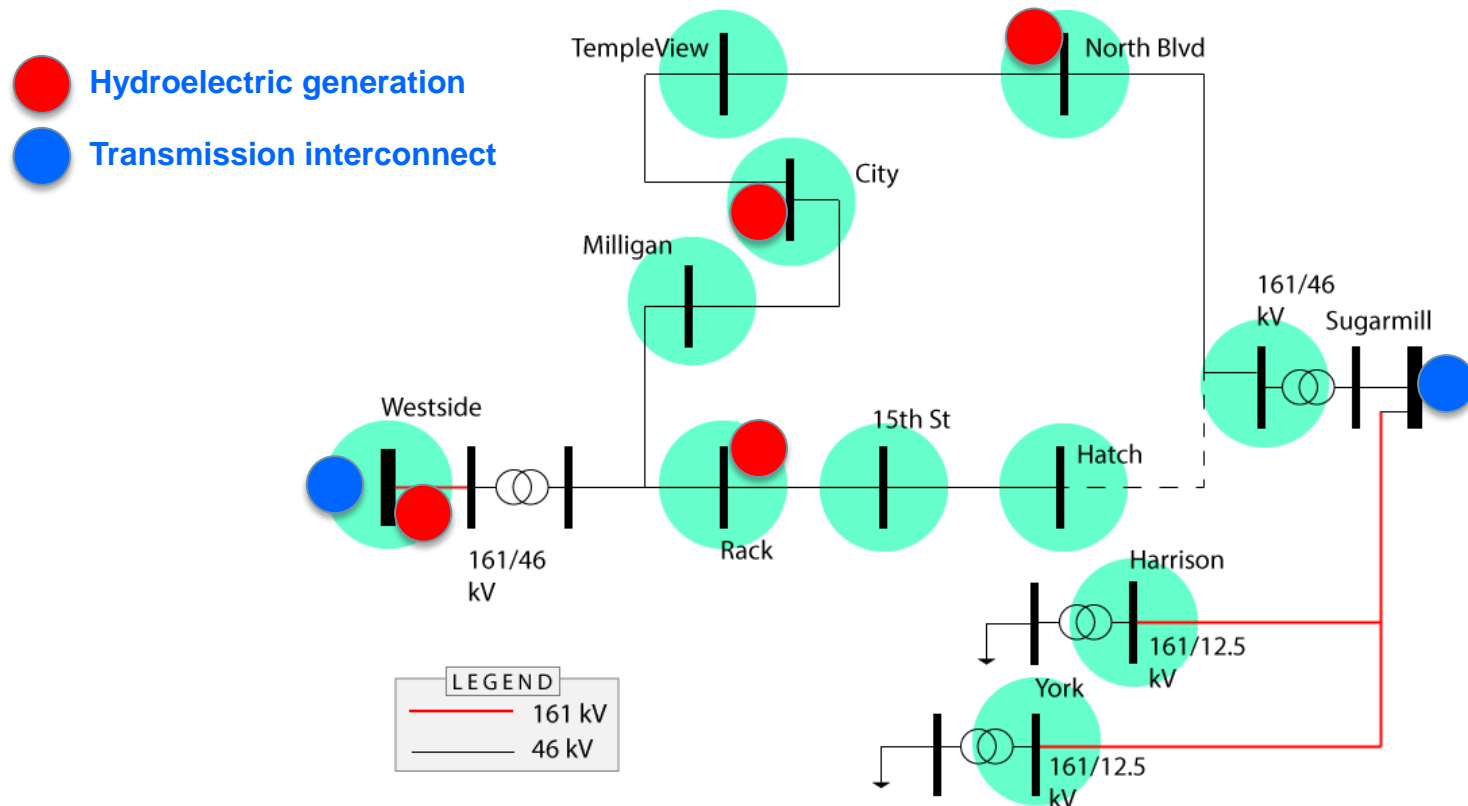 Hydroelectric generation
Transmission interconnect
TempleView
North Blvd
City
Milligan
161/46
kV
Sugarmill
Westside
15th St
Hatch
161/46
kV
Rack
Harrison
161/12.5
kV
York
161/12.5
kV
LEGEND
161 kV
46 kV